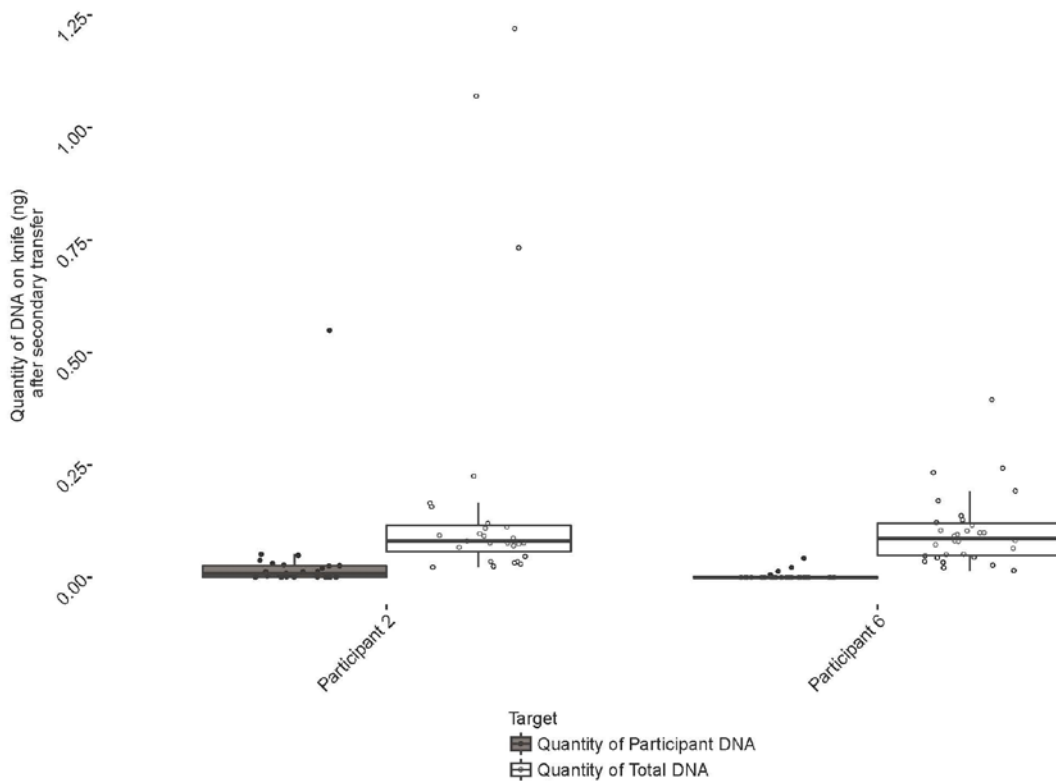 Quantity of DNA on knife (ng)
after secondary transfer
1.25-
1.00-
0.75-
0.50-
0.25-
0.00-
Participant 2
Participant 6
Target
Quantity of Participant DNA
Quantity of Total DNA